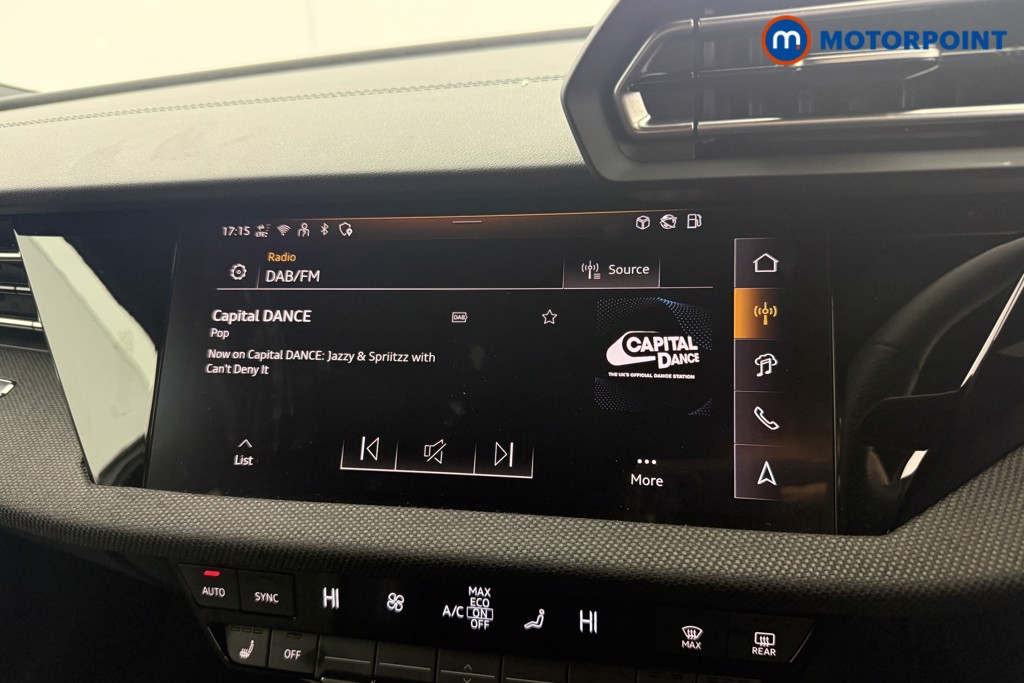 m MOTORPOINT
17:15 LTE
Radio
DAB/FM
Source
Capital DANCE
DAB
Pop
Now on Capital DANCE: Jazzy & Spriitzz with
Can't Deny It
CAPITAL
DANCE
THE UK'S OFFICIAL DANCE STATION
List
More
AUTO
SYNC
HI
A/C
MAX
ECO
ON
OFF
HI
MAX
REAR
OFF